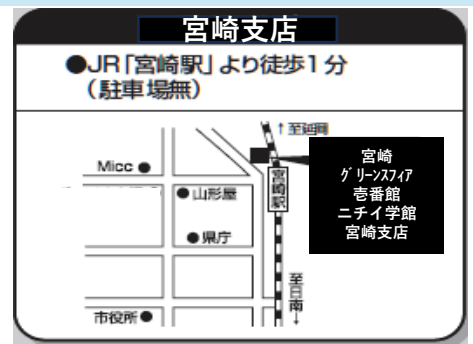 宮崎支店
●JR「宮崎駅」より徒歩1分
（駐車場無）
↑至延岡
宮崎
グリーンスフィア
壱番館
ニチイ学館
宮崎支店
Micc●
●山形屋
宮崎駅
●県庁
至日南↓
市役所●